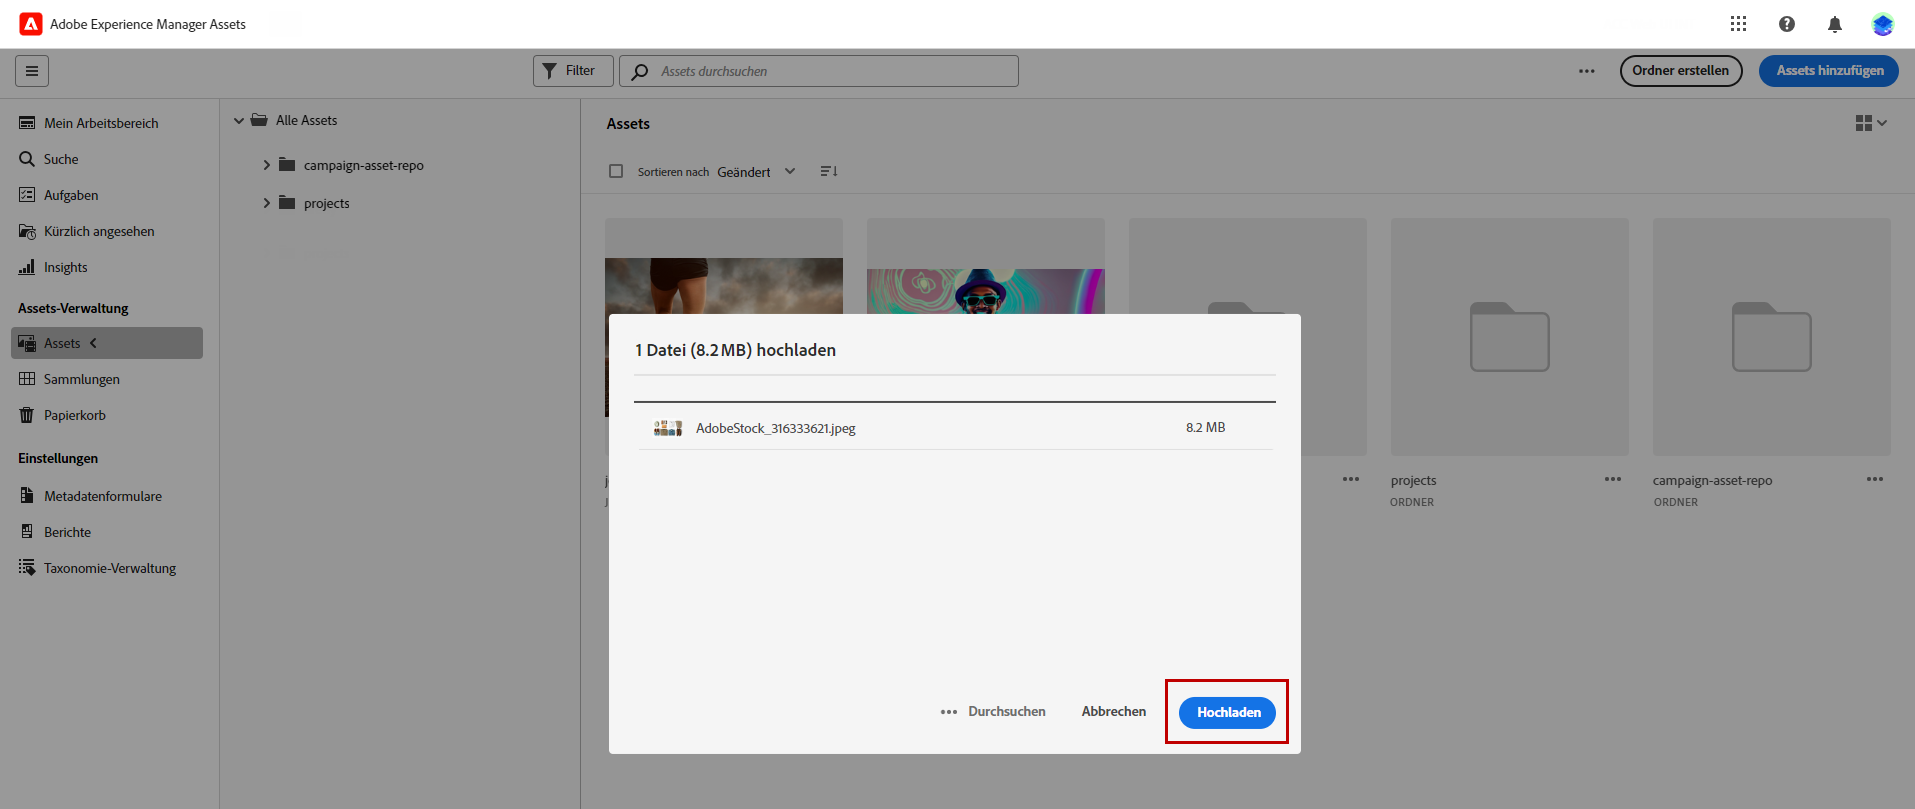 Adobe Experience Manager Assets
Filter
Assets durchsuchen
Ordner erstellen
Assets hinzufügen
Mein Arbeitsbereich
Suche
Aufgaben
Kürzlich angesehen
Insights
Assets-Verwaltung
Assets
Sammlungen
Papierkorb
Einstellungen
Metadatenformulare
Berichte
Taxonomie-Verwaltung
Alle Assets
campaign-asset-repo
projects
Assets
Sortieren nach Geändert
projects
ORDNER
campaign-asset-repo
ORDNER
1 Datei (8.2 MB) hochladen
AdobeStock_316333621.jpeg 8.2 MB
Durchsuchen
Abbrechen
Hochladen